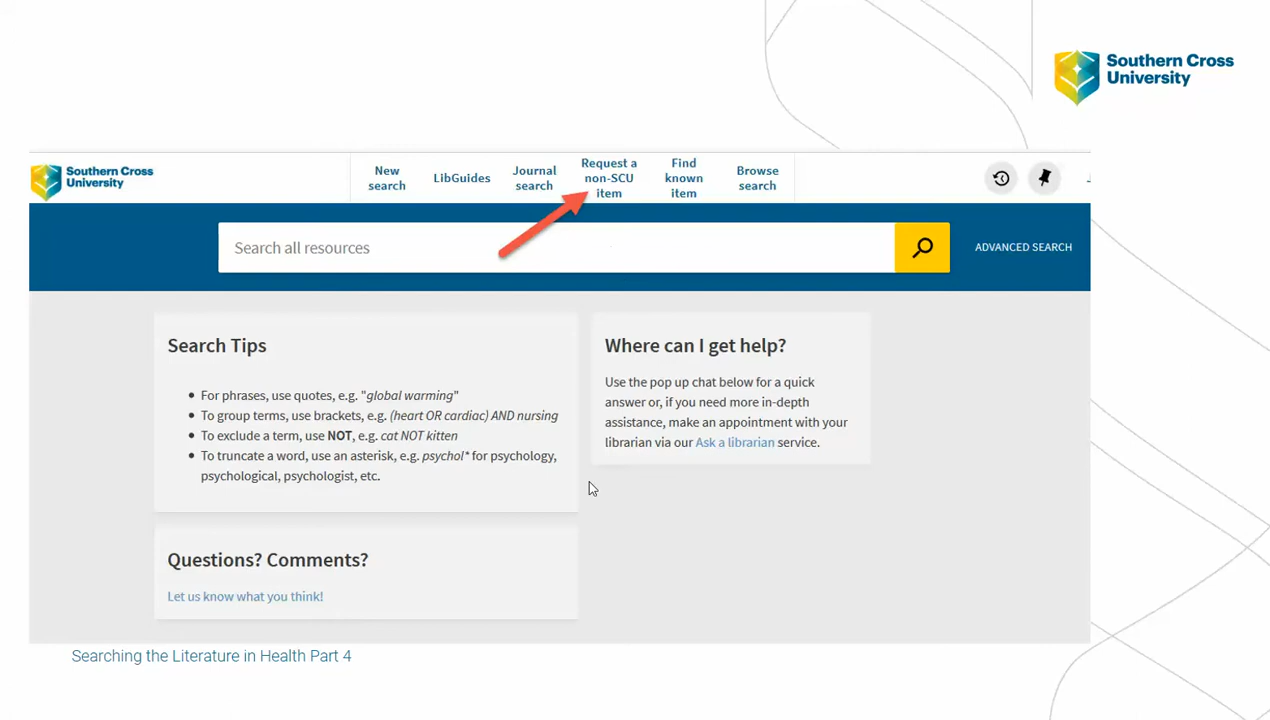 Southern Cross
University
Southern Cross
University
New
search
LibGuides
Journal
search
Request a
non-SCU
item
Find
known
item
Browse
search
Search all resources
ADVANCED SEARCH
Search Tips
For phrases, use quotes, e.g. "global warming"
To group terms, use brackets, e.g. (heart OR cardiac) AND nursing
To exclude a term, use NOT, e.g. cat NOT kitten
To truncate a word, use an asterisk, e.g. psychol* for psychology,
psychological, psychologist, etc.
Where can I get help?
Use the pop up chat below for a quick
answer or, if you need more in-depth
assistance, make an appointment with your
librarian via our Ask a librarian service.
Questions? Comments?
Let us know what you think!
Searching the Literature in Health Part 4